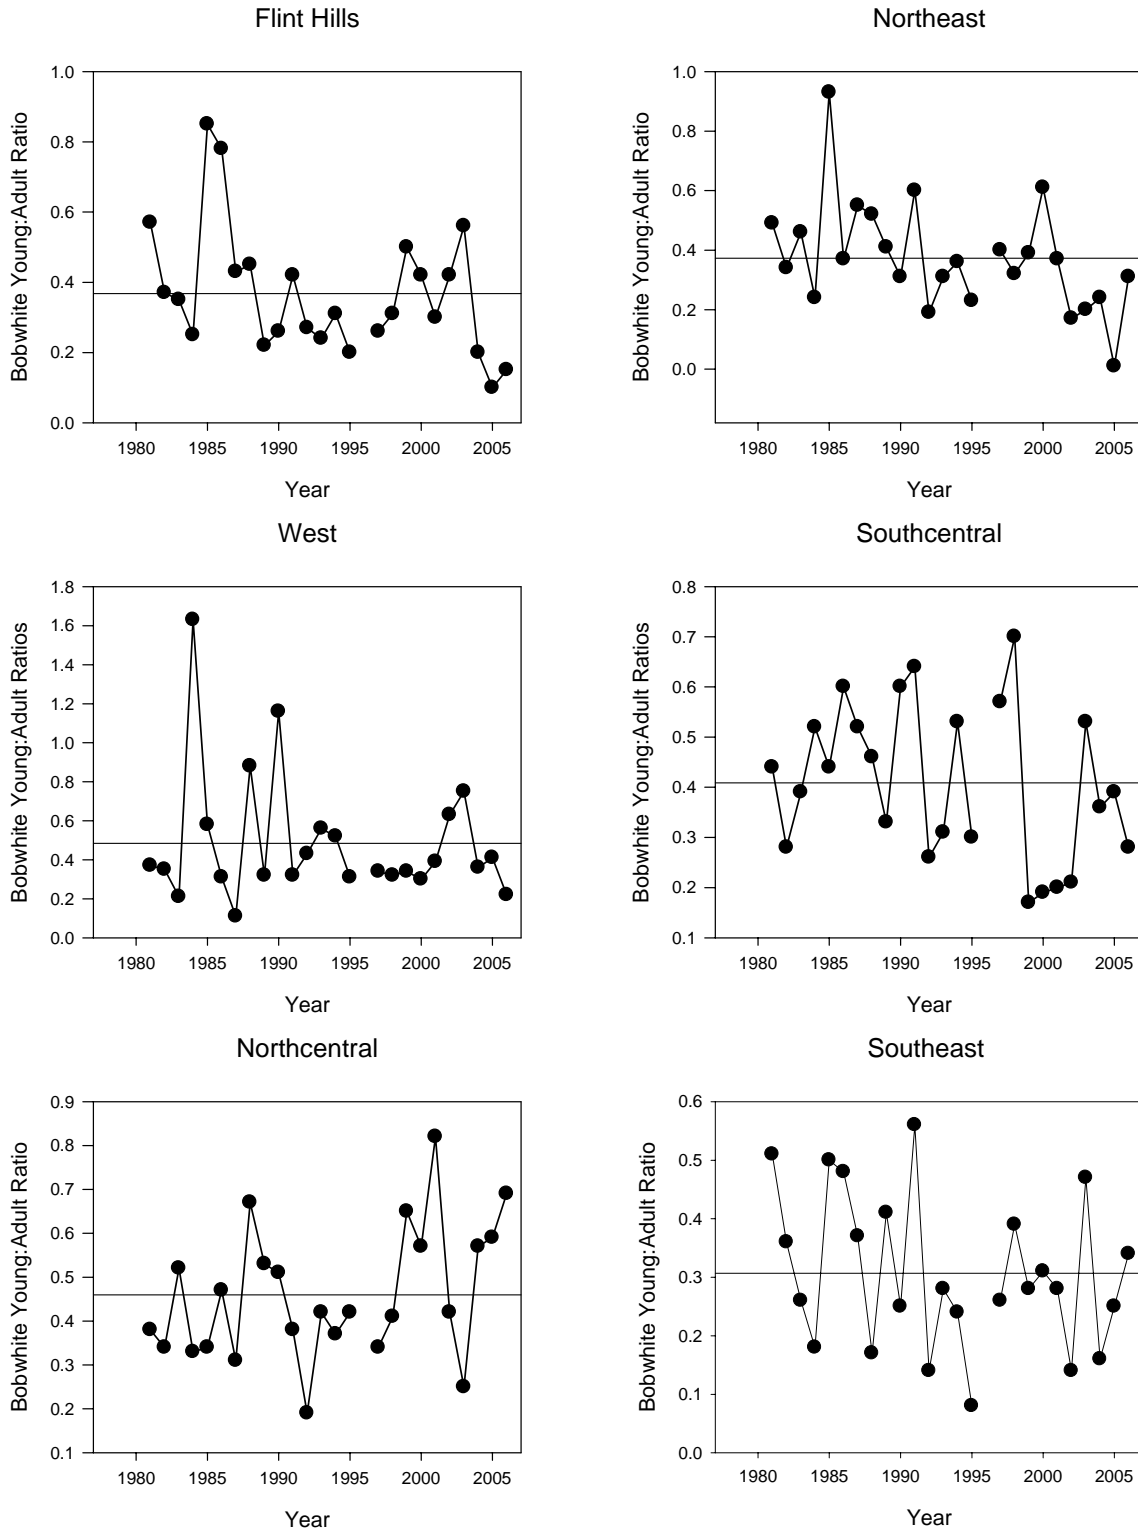 Flint Hills
Bobwhite Young:Adult Ratio
1.0
0.8
0.6
0.4
0.2
0.0
1980 1985 1990 1995 2000 2005
Year
Northeast
Bobwhite Young:Adult Ratio
1.0
0.8
0.6
0.4
0.2
0.0
1980 1985 1990 1995 2000 2005
Year
West
Bobwhite Young:Adult Ratios
1.8
1.6
1.4
1.2
1.0
0.8
0.6
0.4
0.2
0.0
1980 1985 1990 1995 2000 2005
Year
Southcentral
Bobwhite Young:Adult Ratios
0.8
0.7
0.6
0.5
0.4
0.3
0.2
0.1
1980 1985 1990 1995 2000 2005
Year
Northcentral
Bobwhite Young:Adult Ratio
0.9
0.8
0.7
0.6
0.5
0.4
0.3
0.2
0.1
1980 1985 1990 1995 2000 2005
Year
Southeast
Bobwhite Young:Adult Ratio
0.6
0.5
0.4
0.3
0.2
0.1
0.0
1980 1985 1990 1995 2000 2005
Year